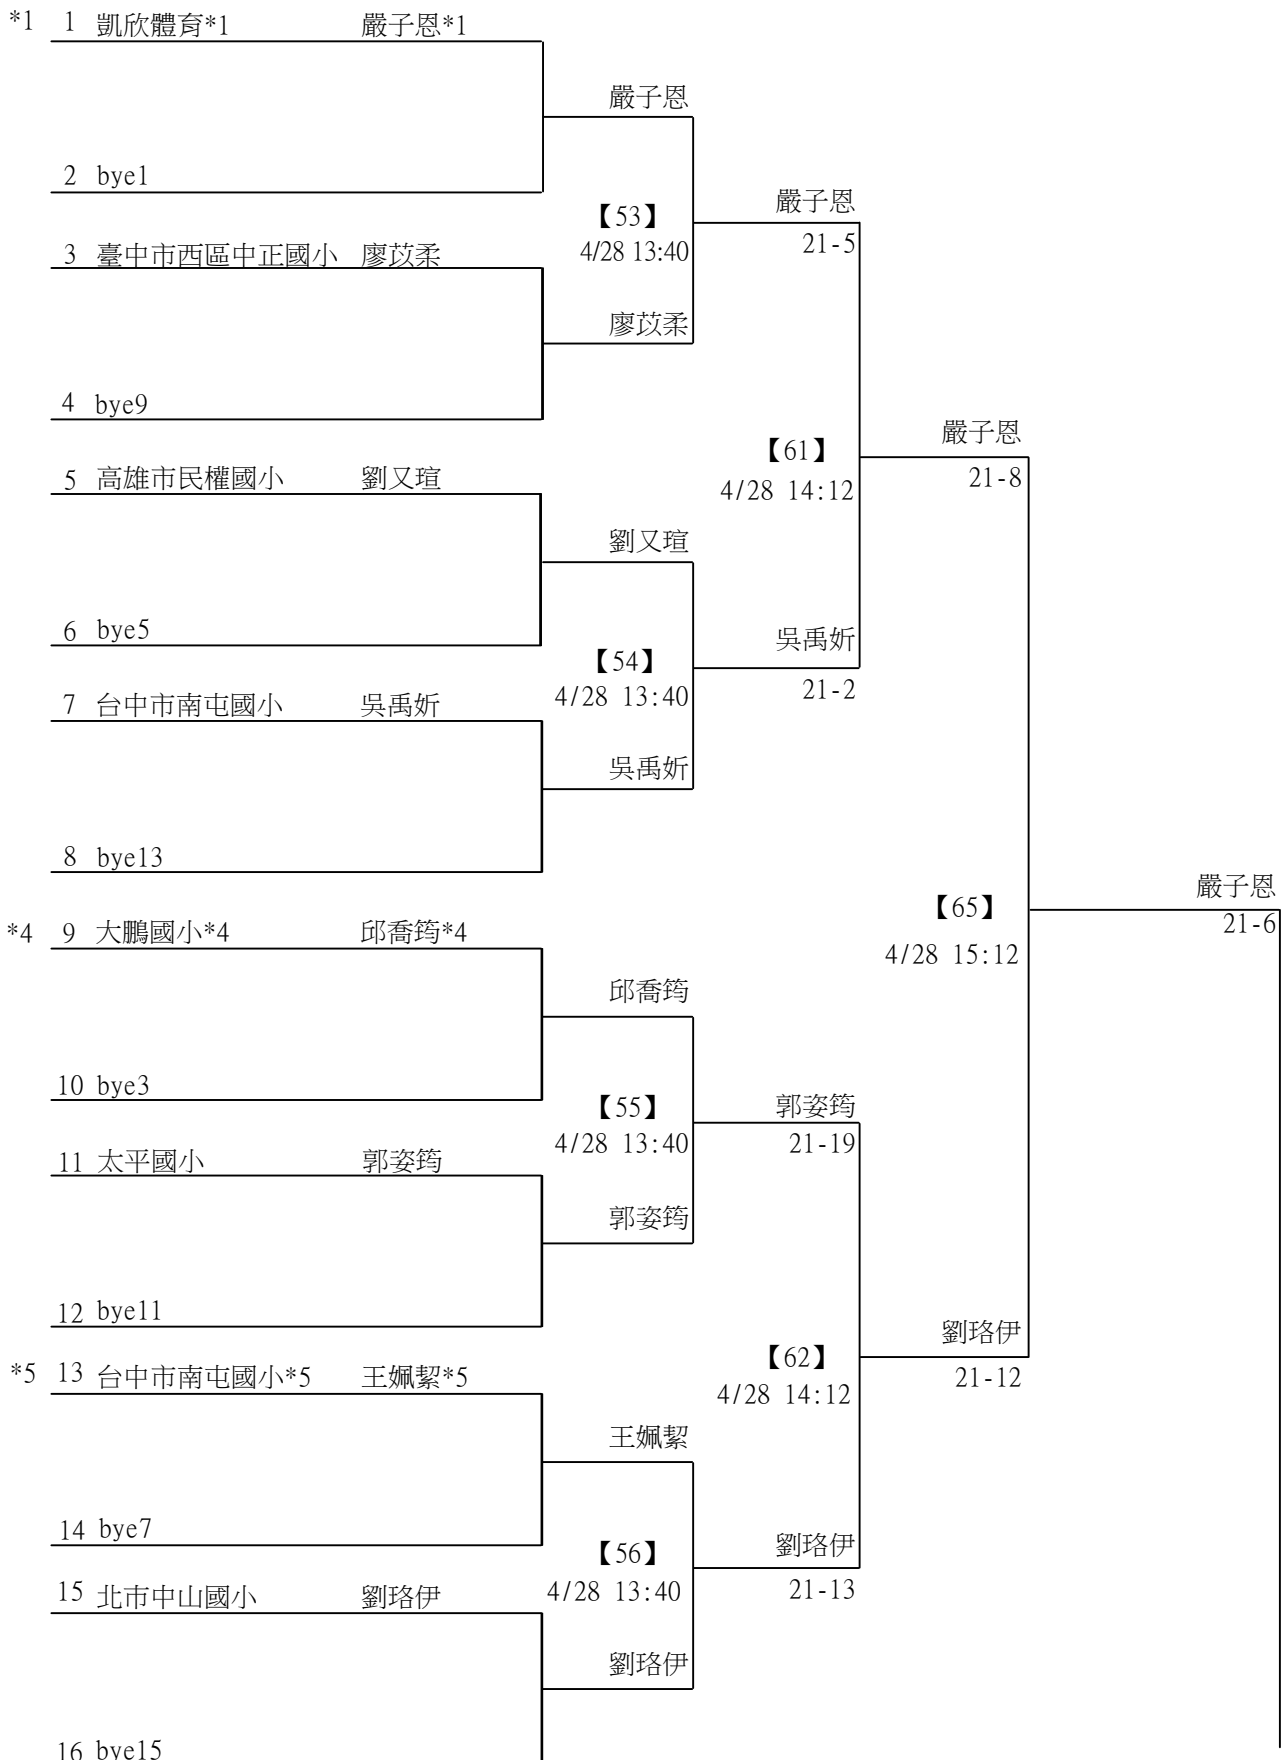 *1 1 凱欣體育*1 嚴子恩*1
嚴子恩
2 bye1
【53】
4/28 13:40
嚴子恩
21-5
3 臺中市西區中正國小 廖苡柔
廖苡柔
4 bye9
【61】
4/28 14:12
嚴子恩
21-8
5 高雄市民權國小 劉又瑄
劉又瑄
6 bye5
【54】
4/28 13:40
吳禹妡
21-2
7 台中市南屯國小 吳禹妡
吳禹妡
8 bye13
【65】
4/28 15:12
嚴子恩
21-6
*4 9 大鵬國小*4 邱喬筠*4
邱喬筠
10 bye3
【55】
4/28 13:40
郭姿筠
21-19
11 太平國小 郭姿筠
郭姿筠
12 bye11
【62】
4/28 14:12
劉珞伊
21-12
*5 13 台中市南屯國小*5 王姵絜*5
王姵絜
14 bye7
【56】
4/28 13:40
劉珞伊
21-13
15 北市中山國小 劉珞伊
劉珞伊
16 bye15